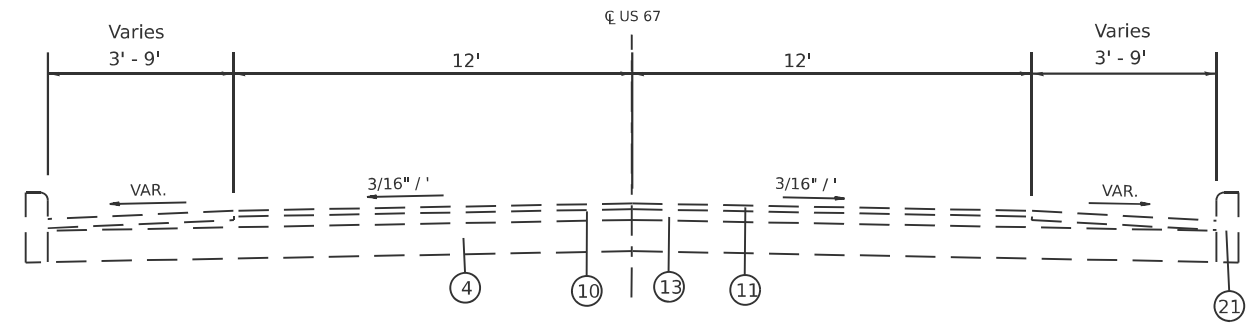 ℄ US 67
Varies
3' - 9'
12'
12'
Varies
3' - 9'
VAR.
3/16" / '
3/16" / '
VAR.
4
10
13
11
21